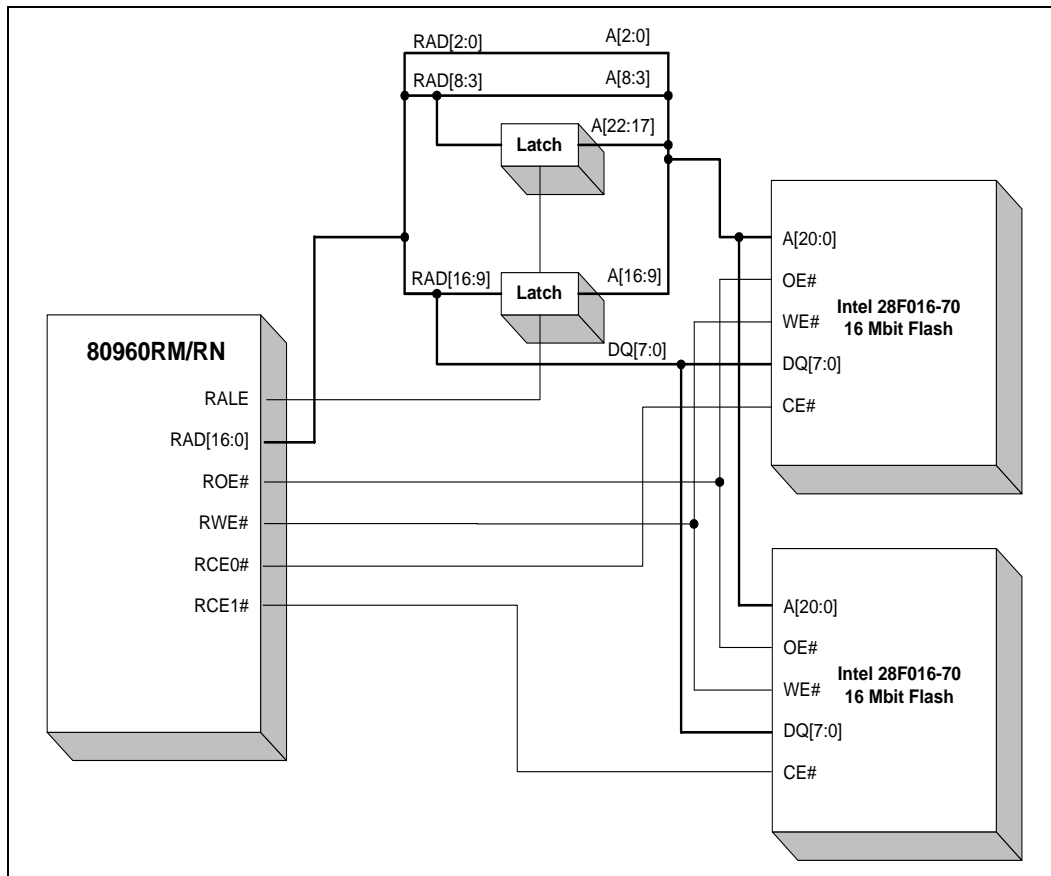 RAD[2:0]
A[2:0]
RAD[8:3]
A[8:3]
A[22:17]
Latch
RAD[16:9]
A[16:9]
Latch
DQ[7:0]
80960RM/RN
RALE
RAD[16:0]
ROE#
RWE#
RCE0#
RCE1#
A[20:0]
OE#
Intel 28F016-70
16 Mbit Flash
WE#
DQ[7:0]
CE#
A[20:0]
OE#
Intel 28F016-70
16 Mbit Flash
WE#
DQ[7:0]
CE#